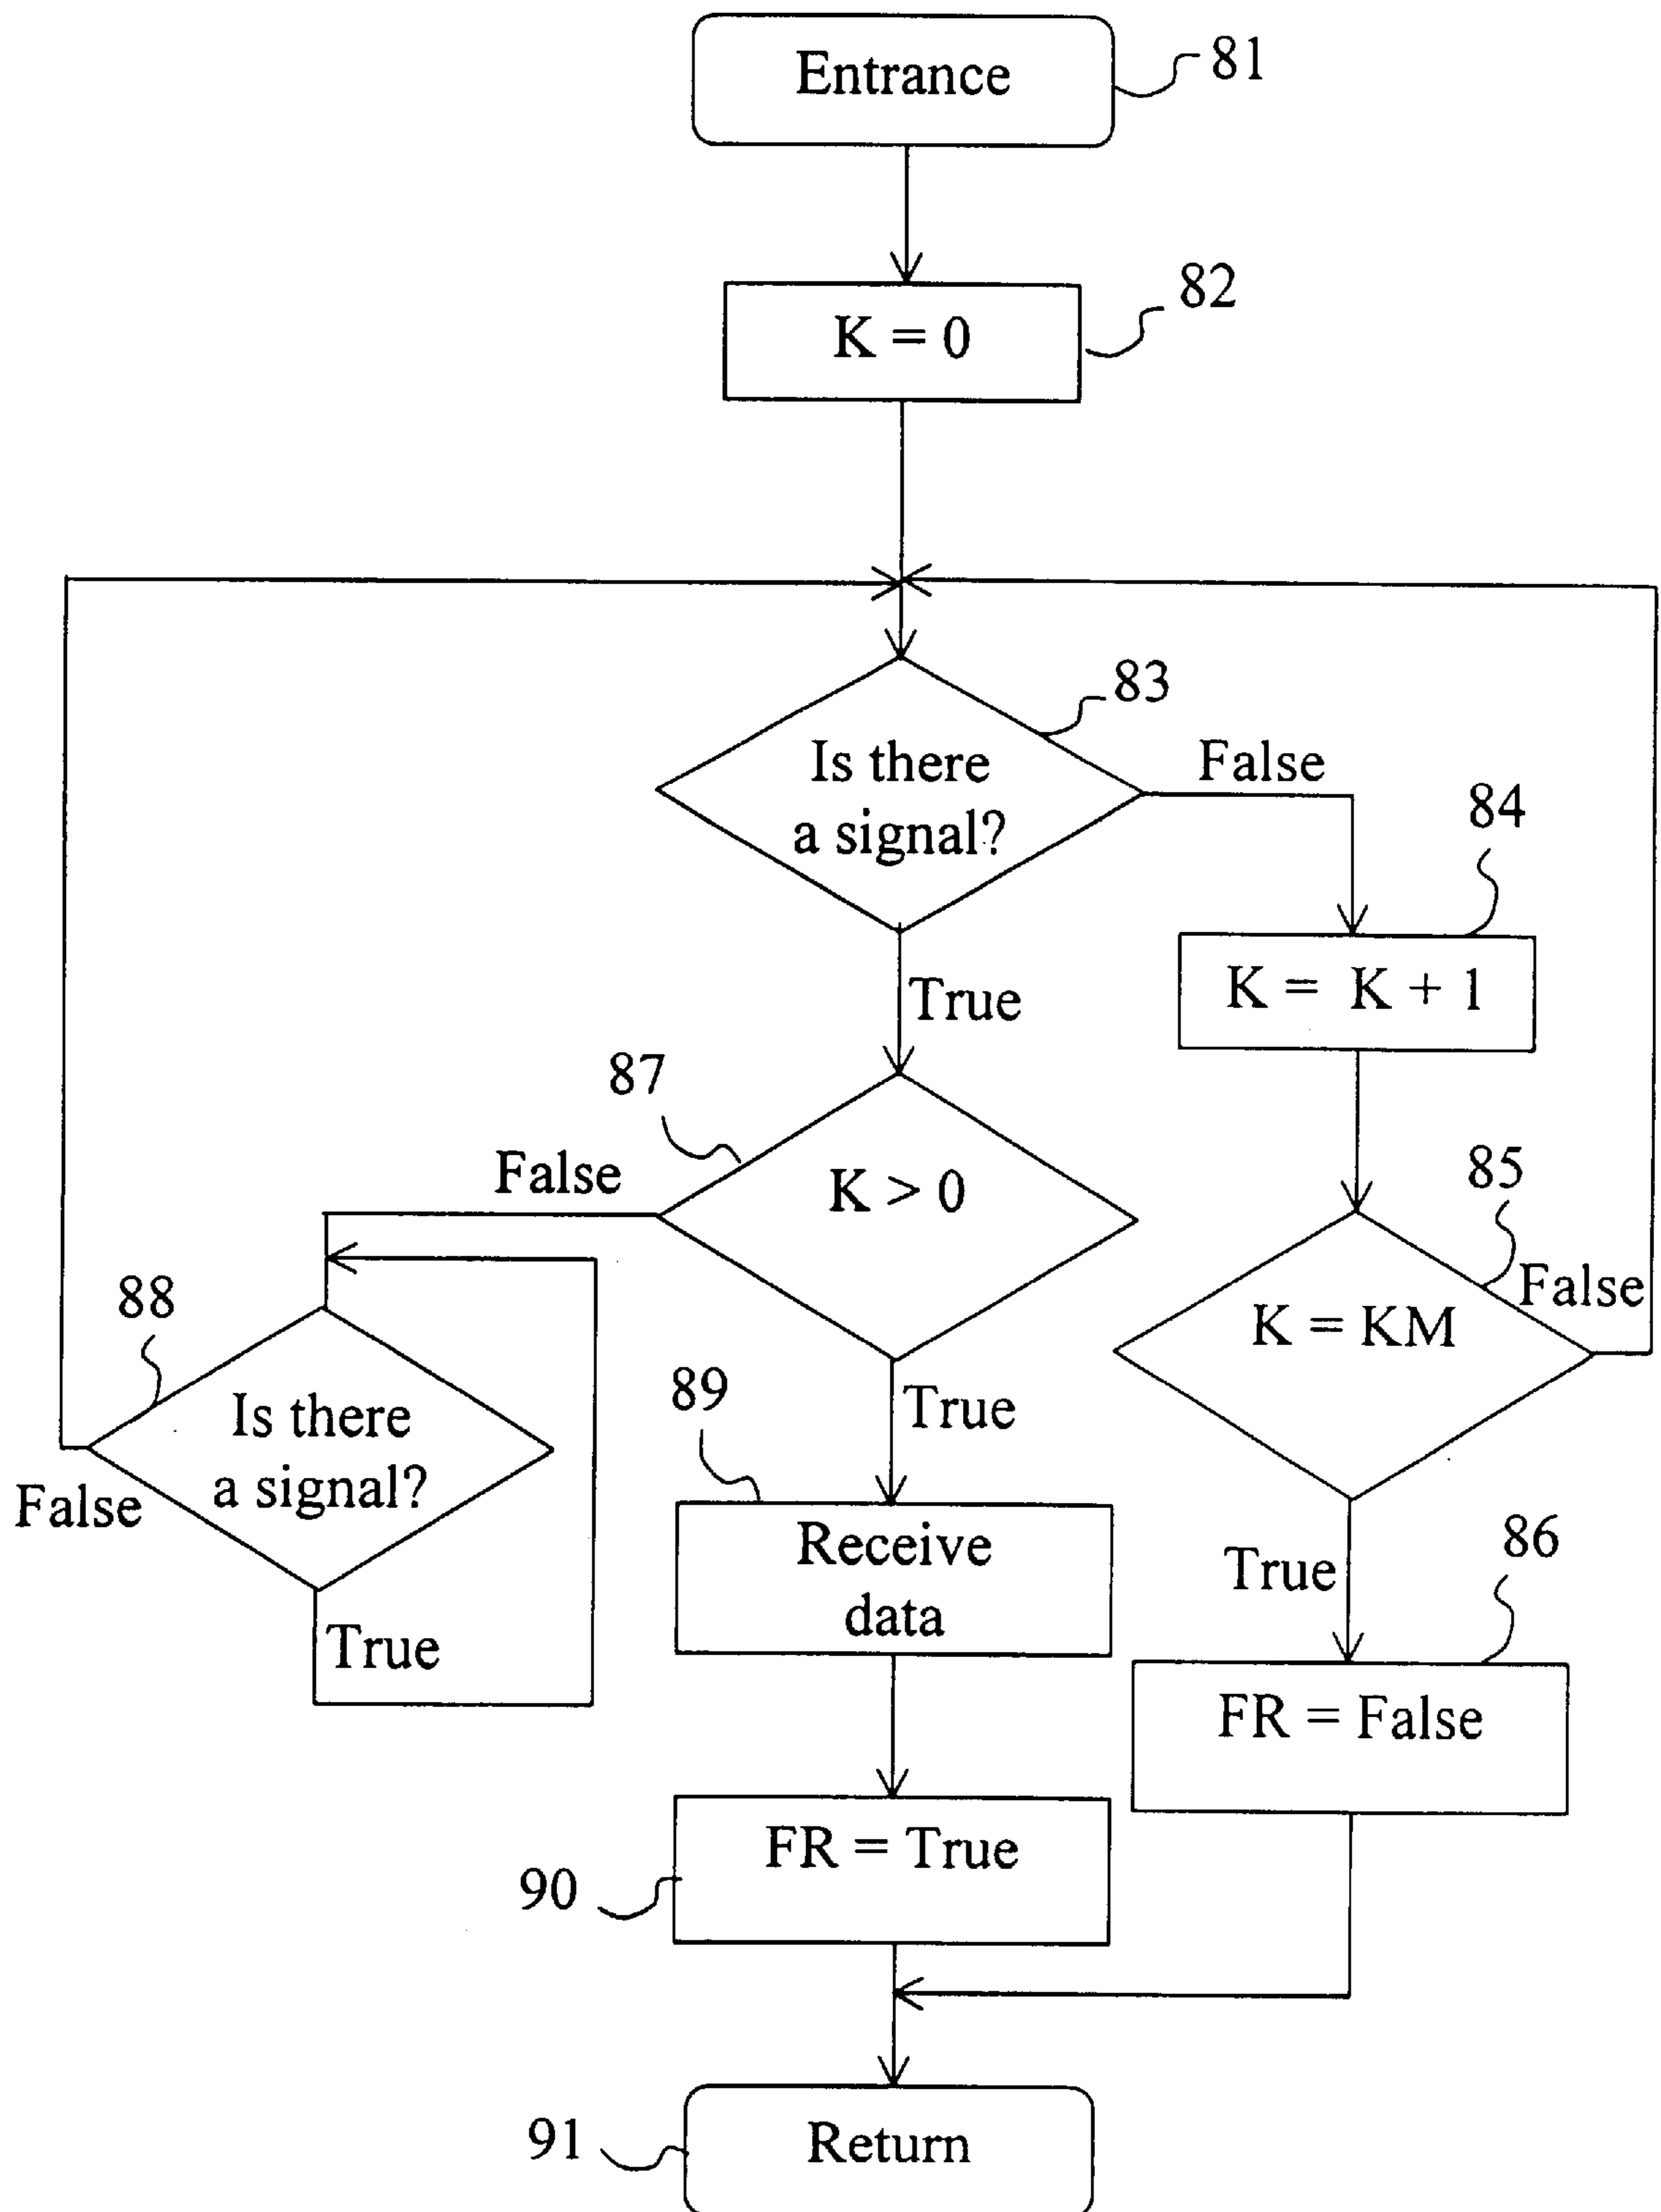 Entrance
81
82
K = 0
83
Is there
a signal?
False
84
True
K = K + 1
87
False
K > 0
85
False
88
K = KM
Is there
a signal?
False
True
89
True
Receive
data
True
86
FR = False
FR = True
90
91
Return